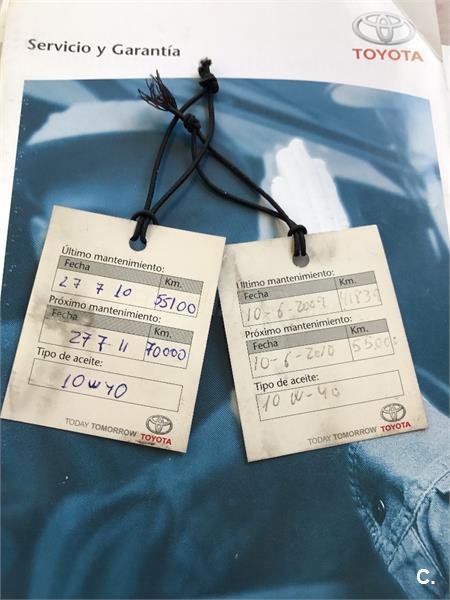 Servicio y Garantía
TOYOTA
Último mantenimiento:
Fecha Km.
27 7 10 55100
Próximo mantenimiento:
Fecha Km.
27 7 11 70000
Tipo de aceite:
10 W 40
TODAY TOMORROW TOYOTA
Último mantenimiento:
Fecha Km.
10-6-2009
Próximo mantenimiento:
Fecha Km.
10-6-2010
Tipo de aceite:
10 W-40
TODAY TOMORROW TOYOTA
C.